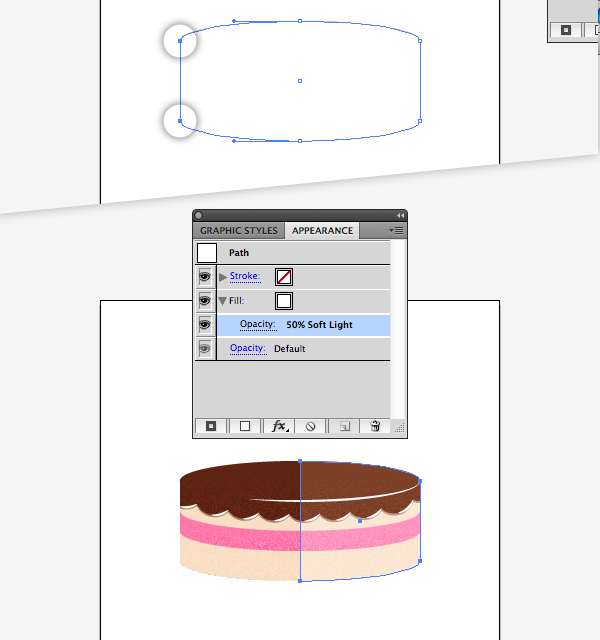 GRAPHIC STYLES APPEARANCE
Path
Stroke:
Fill:
Opacity: 50% Soft Light
Opacity: Default
fx